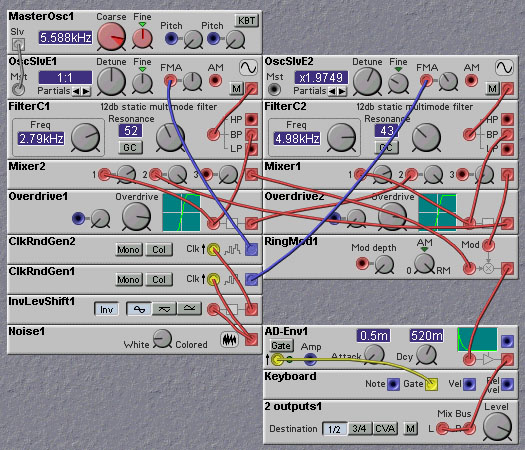 MasterOsc1
Slv 5.588kHz Coarse Fine Pitch Pitch KBT
OscSlvE1
Mst 1:1 Partials Detune Fine FMA AM M
FilterC1 12db static multimode filter
Freq 2.79kHz Resonance 52 GC HP BP LP
Mixer2 1 2 3
Overdrive1 Overdrive
ClkRndGen2 Mono Col Clk
ClkRndGen1 Mono Col Clk
InvLevShift1 Inv
Noise1 White Colored
OscSlvE2
Mst x1.9749 Partials Detune Fine FMA AM M
FilterC2 12db static multimode filter
Freq 4.98kHz Resonance 43 GC HP BP LP
Mixer1 1 2 3
Overdrive2 Overdrive
RingMod1 Mod depth AM 0 RM Mod
AD-Env1 Gate Amp 0.5m Attack 520m Dcy
Keyboard Note Gate Vel Rel vel
2 outputs1
Destination 1/2 3/4 CVA M Mix Bus L R Level